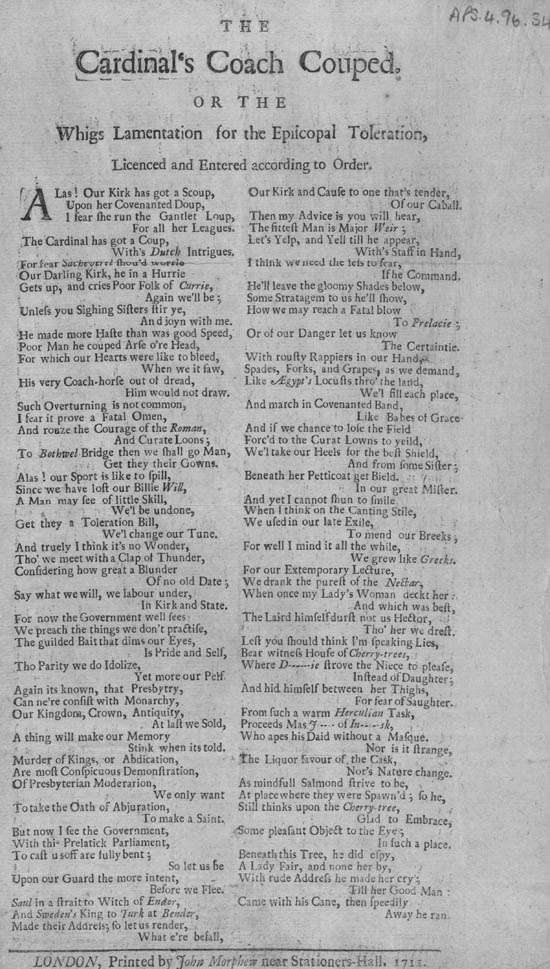 APS.4.96.34
THE
Cardinal's Coach Couped,
OR THE
Whigs Lamentation for the Episcopal Toleration,
Licenced and Entered according to Order.
ALas! Our Kirk has got a Scoup,
Upon her Covenanted Doup,
I fear she run the Gantlet Loup,
For all her Leagues.
The Cardinal has got a Coup,
With's Dutch Intrigues.
For fear Sacheverel shou'd worrie
Our Darling Kirk, he in a Hurrie
Gets up, and cries Poor Folk of Currie,
Again we'll be;
Unless you Sighing Sisters stir ye,
And joyn with me.
He made more Haste than was good Speed,
Poor Man he couped Arse o're Head,
For which our Hearts were like to bleed,
When we it saw,
His very Coach-horse out of dread,
Him would not draw.
Such Overturning is not common,
I fear it prove a Fatal Omen,
And rouze the Courage of the Roman,
And Curate Loons;
To Bothwel Bridge then we shall go Man,
Get they their Gowns.
Alas! our Sport is like to spill,
Since we have lost our Billie Will,
A Man may see of little Skill,
We'l be undone,
Get they a Toleration Bill,
We'l change our Tune.
And truely I think it's no Wonder,
Tho' we meet with a Clap of Thunder,
Considering how great a Blunder
Of no old Date;
Say what we will, we labour under,
In Kirk and State.
For now the Government well sees
We preach the things we don't practise,
The guilded Bait that dims our Eyes,
Is Pride and Self,
Tho Parity we do Idolize,
Yet more our Pelf.
Again its known, that Presbytry,
Can ne're consist with Monarchy,
Our Kingdom, Crown, Antiquity,
At last we Sold,
A thing will make our Memory
Stink when its told.
Murder of Kings, or Abdication,
Are most Conspicuous Demonstration,
Of Presbyterian Moderarion,
We only want
To take the Oath of Abjuration,
To make a Saint.
But now I see the Government,
With this Prelatick Parliament,
To cast us off are fully bent;
So let us be
Upon our Guard the more intent,
Before we Flee.
Saul in a strait to Witch of Endor,
And Sweden's King to Turk at Bender,
Made their Address; so let us render,
What e're befall,
Our Kirk and Cause to one that's tender,
Of our Caball.
Then my Advice is you will hear,
The fittest Man is Major Weir;
Let's Yelp, and Yell till he appear,
With's Staff in Hand,
I think we need the less to fear,
If he Command.
He'll leave the gloomy Shades below,
Some Stratagem to us he'll show,
How we may reach a Fatal blow
To Prelacie;
Or of our Danger let us know
The Certaintie.
With rousty Rappiers in our Hand,
Spades, Forks, and Grapes, as we demand,
Like Ægypt's Locusts thro' the land,
We'l fill each place,
And march in Covenanted Band,
Like Babes of Grace
And if we chance to lose the Field
Forc'd to the Curat Lowns to yeild,
We'l take our Heels for the best Shield,
And from some Sister;
Beneath her Petticoat get Bield.
In our great Mister.
And yet I cannot shun to smile
When I think on the Canting Stile,
We used in our late Exile,
To mend our Breeks;
For well I mind it all the while,
We grew like Greeks.
For our Extemporary Lecture,
We drank the purest of the Nectar,
When once my Lady's Woman deckt her:
And which was best,
The Laird himself durst not us Hector,
Tho' her we drest.
Lest you should think I'm speaking Lies,
Bear witness House of Cherry-trees,
Where D------ie strove the Niece to please,
Instead of Daughter;
And hid himself between her Thighs,
For fear of Saughter.
From such a warm Herculian Task,
Proceeds Mas J---- of In-----sk,
Who apes his Daid without a Masque.
Nor is it strange,
The Liquor favour of the Cask,
Nor's Nature change.
As mindfull Salmond strive to be,
At place where they were Spawn'd; so he,
Still thinks upon the Cherry-tree,
Glad to Embrace,
Some pleasant Object to the Eye;
In such a place.
Beneath this Tree, he did espy,
A Lady Fair, and none her by,
With rude Address he made her cry;
Till her Good Man:
Came with his Cane, then speedily
Away he ran.
LONDON, Printed by John Morphew near Stationers-Hall.